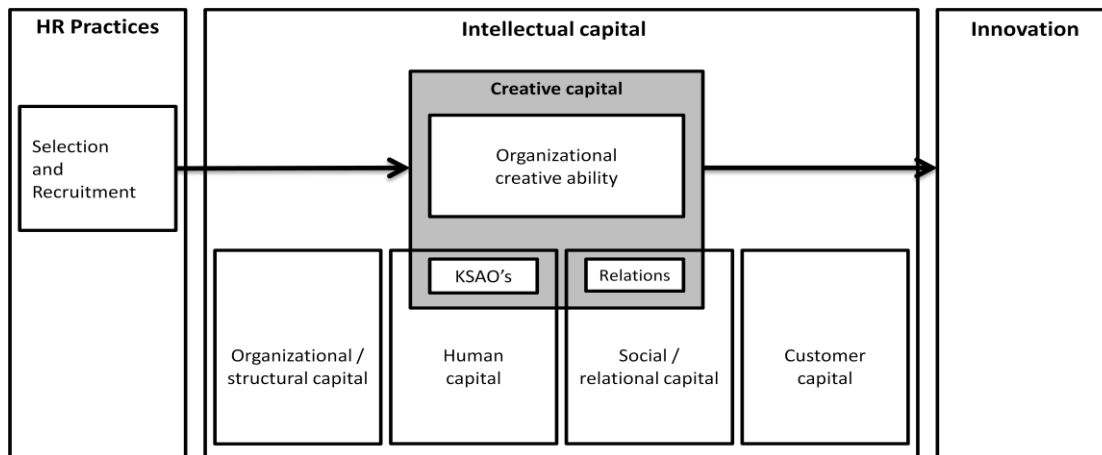 HR Practices
Intellectual capital
Innovation
Creative capital
Selection
and
Recruitment
Organizational
creative ability
KSAO's
Relations
Organizational /
structural capital
Human
capital
Social /
relational capital
Customer
capital